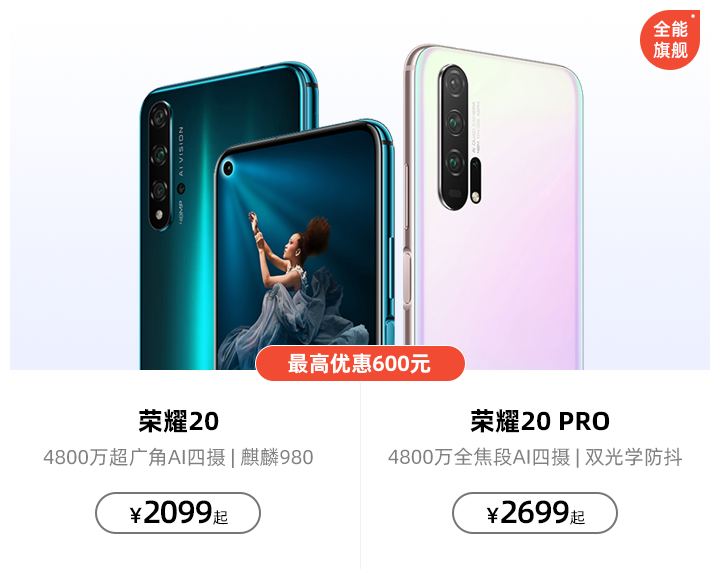 全能
旗舰
AI VISION
48MP
最高优惠600元
荣耀20
4800万超广角AI四摄 | 麒麟980
¥2099起
荣耀20 PRO
4800万全焦段AI四摄 | 双光学防抖
¥2699起